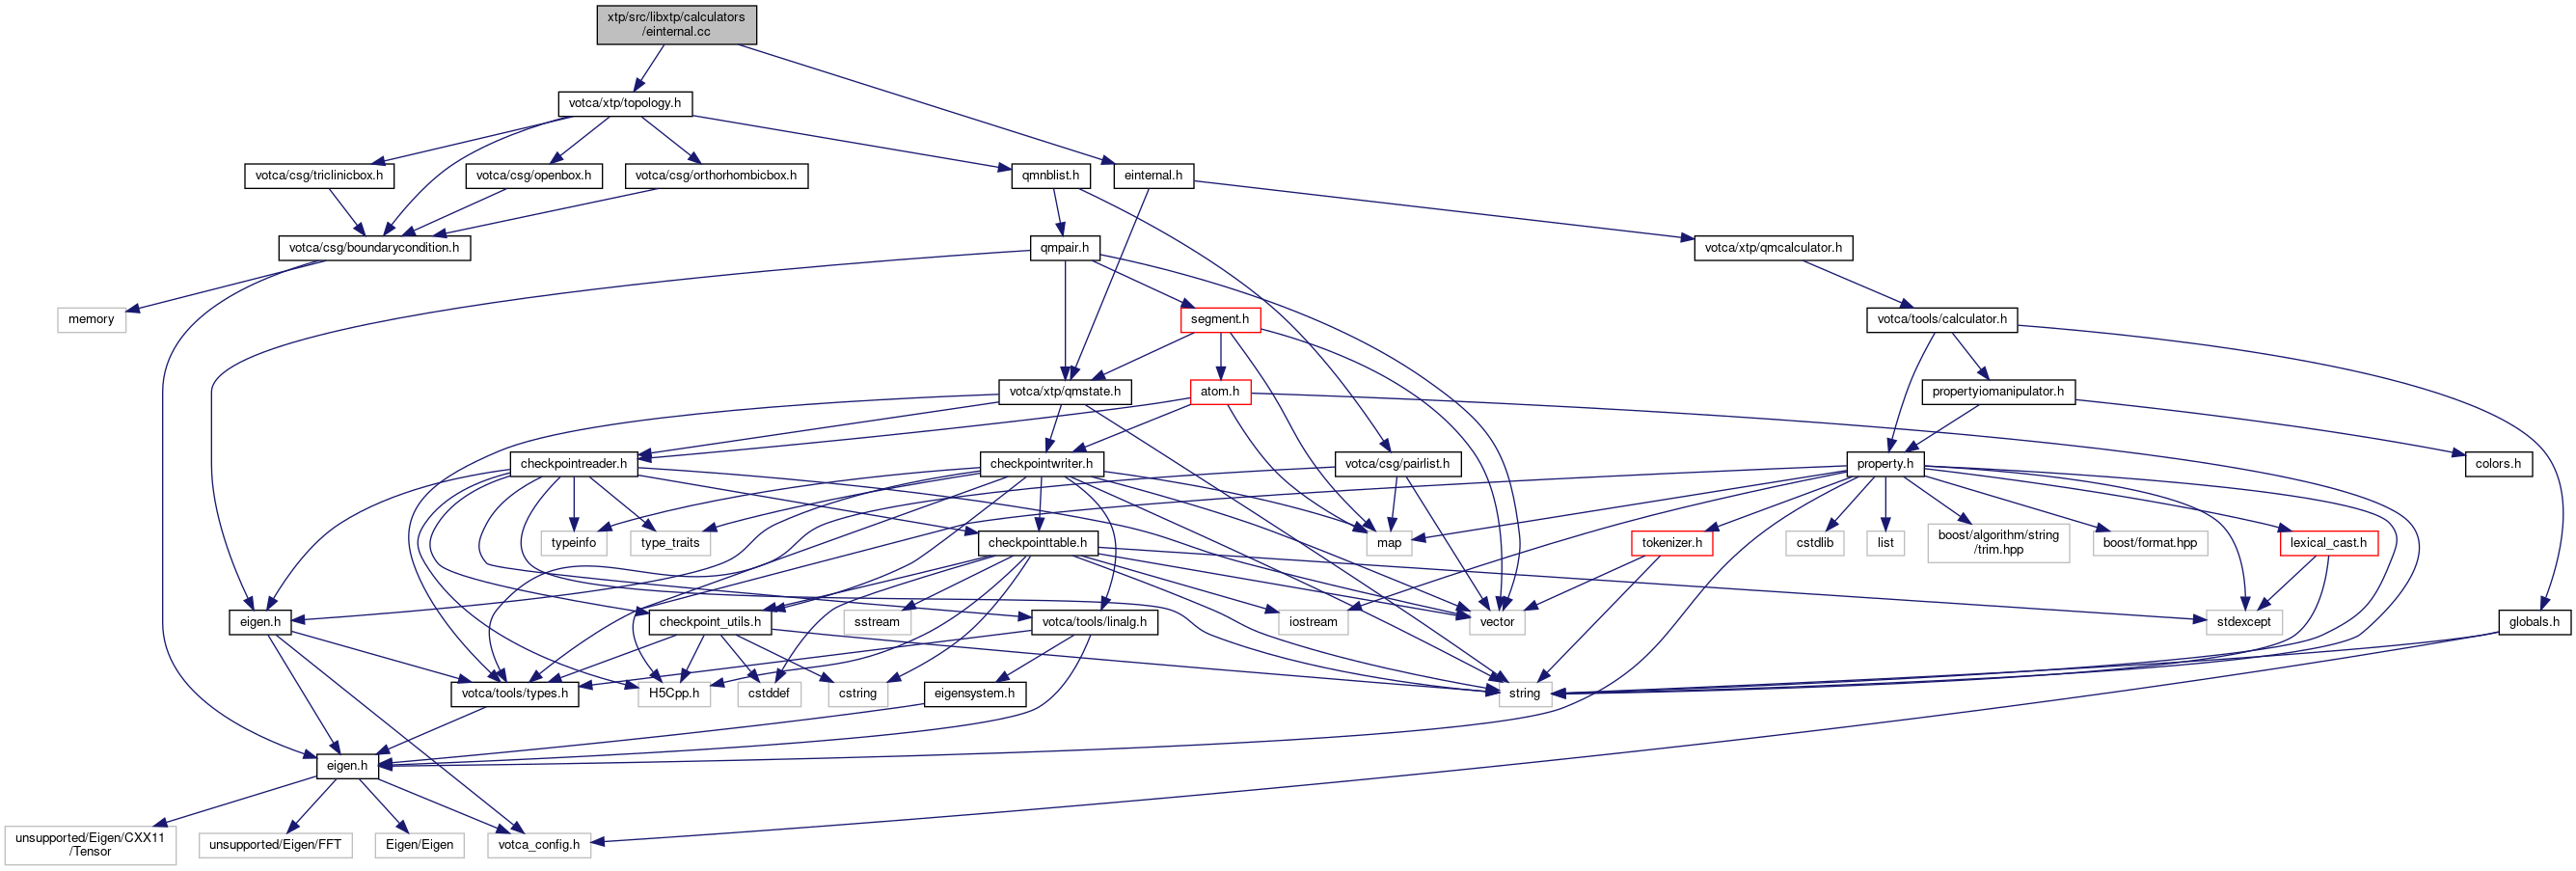 xtp/src/libxtp/calculators
/einternal.cc
votca/xtp/topology.h
votca/csg/triclinicbox.h
votca/csg/openbox.h
votca/csg/orthorhombicbox.h
qmnblist.h
einternal.h
votca/csg/boundarycondition.h
qmpair.h
votca/xtp/qmcalculator.h
memory
segment.h
votca/tools/calculator.h
votca/xtp/qmstate.h
atom.h
propertyiomanipulator.h
checkpointreader.h
checkpointwriter.h
votca/csg/pairlist.h
property.h
colors.h
typeinfo
type_traits
checkpointtable.h
map
tokenizer.h
cstdlib
list
boost/algorithm/string
/trim.hpp
boost/format.hpp
lexical_cast.h
eigen.h
checkpoint_utils.h
sstream
votca/tools/linalg.h
iostream
vector
stdexcept
globals.h
votca/tools/types.h
H5Cpp.h
cstddef
cstring
eigensystem.h
string
eigen.h
unsupported/Eigen/CXX11
/Tensor
unsupported/Eigen/FFT
Eigen/Eigen
votca_config.h